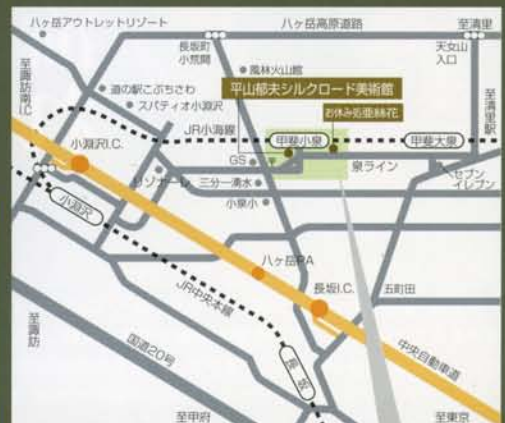 八ヶ岳アウトレットリゾート
八ヶ岳高原道路
至清里
長坂町
小荒間
天女山
入口
至諏訪南I.C
風林火山館
道の駅こぶちさわ
スパティオ小淵沢
平山郁夫シルクロード美術館
お休み処亜絲花
至清里駅
JR小海線
甲斐小泉
甲斐大泉
小淵沢I.C.
GS
泉ライン
セブン
イレブン
リゾナーレ
三分一湧水
小泉小
小淵沢
八ヶ岳P.A
長坂I.C.
五町田
JR中央本線
至諏訪
国道20号
長坂
中央自動車道
至甲府
至東京